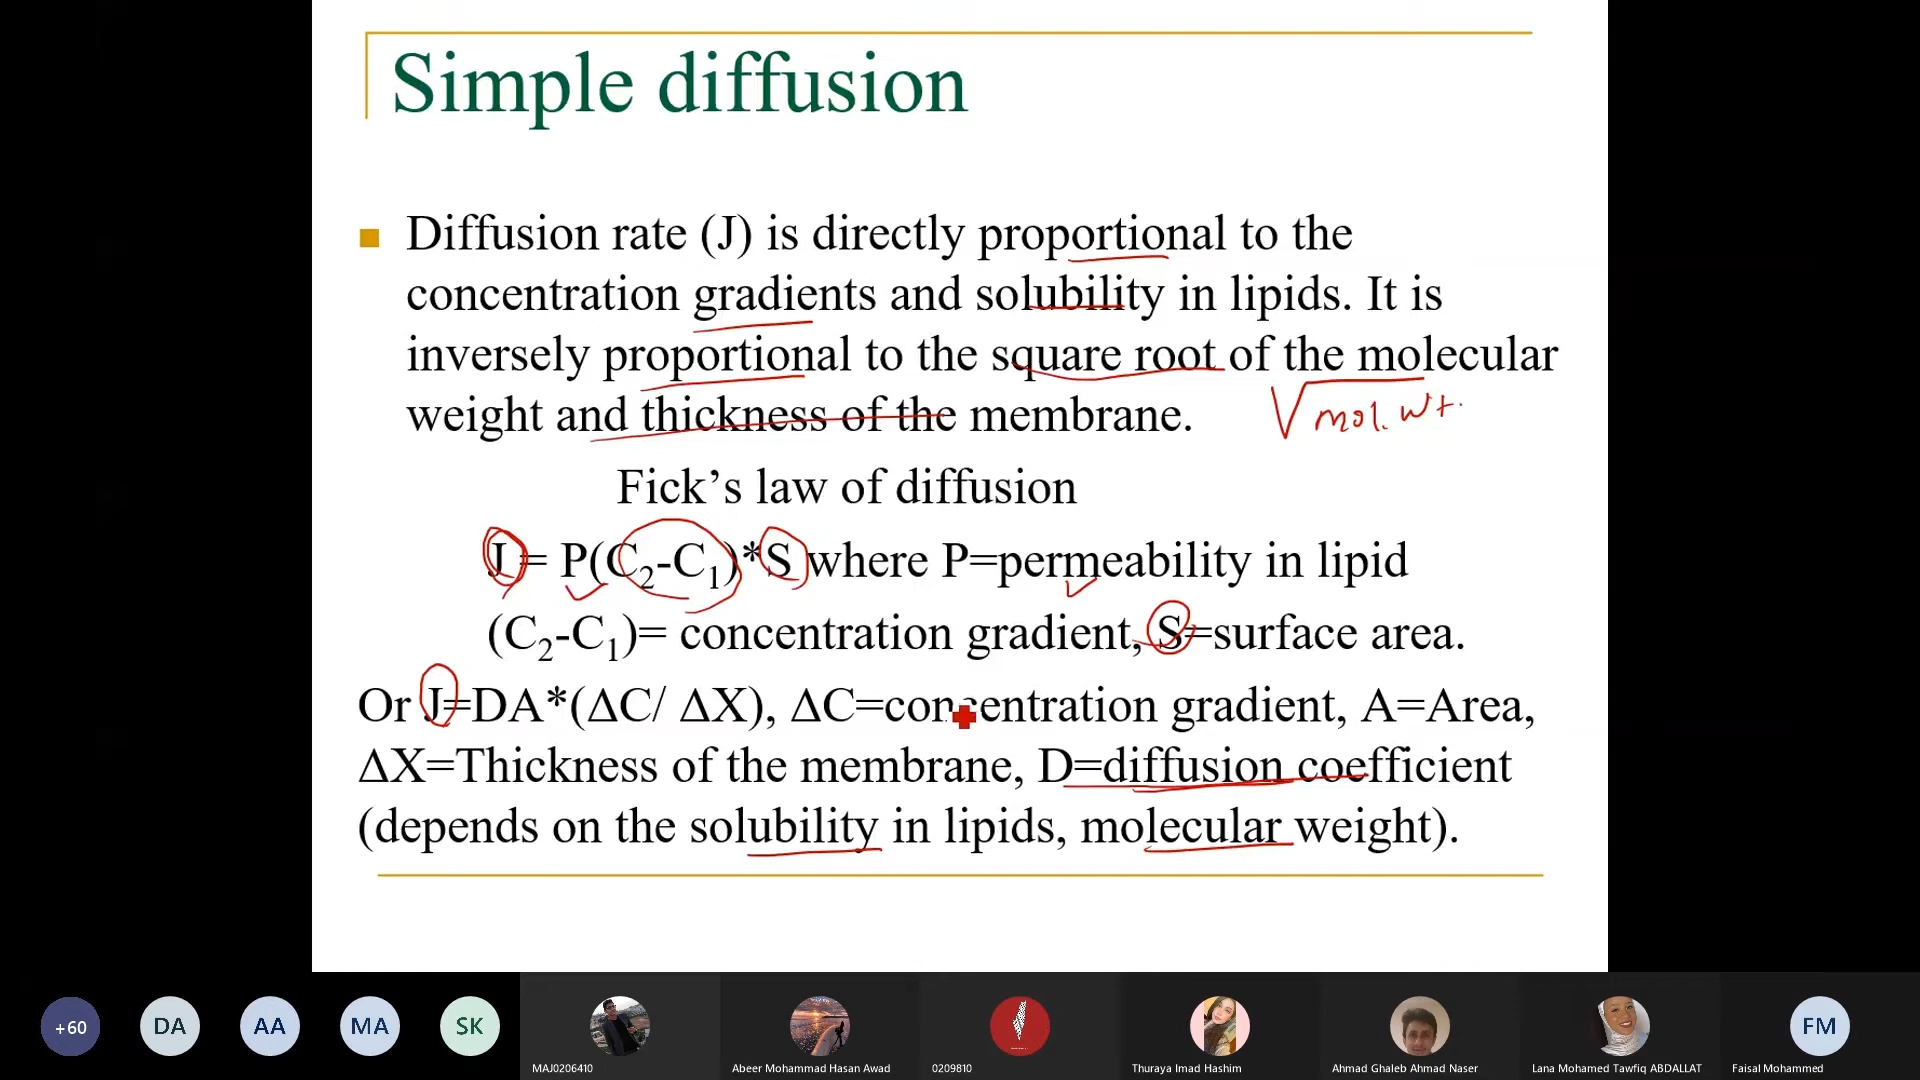 Simple diffusion
Diffusion rate (J) is directly proportional to the
concentration gradients and solubility in lipids. It is
inversely proportional to the square root of the molecular
weight and thickness of the membrane.
√mol. wt.
Fick’s law of diffusion
J = P(C₂-C₁)*S where P=permeability in lipid
(C₂-C₁)= concentration gradient, S=surface area.
Or J=DA*(ΔC/ ΔX), ΔC=concentration gradient, A=Area,
ΔX=Thickness of the membrane, D=diffusion coefficient
(depends on the solubility in lipids, molecular weight).
+60 DA AA MA SK FM
MAJ0206410 Abeer Mohammad Hasan Awad 0209810 Thuraya Imad Hashim Ahmad Ghaleb Ahmad Naser Lana Mohamed Tawfiq ABDALLAT Faisal Mohammed